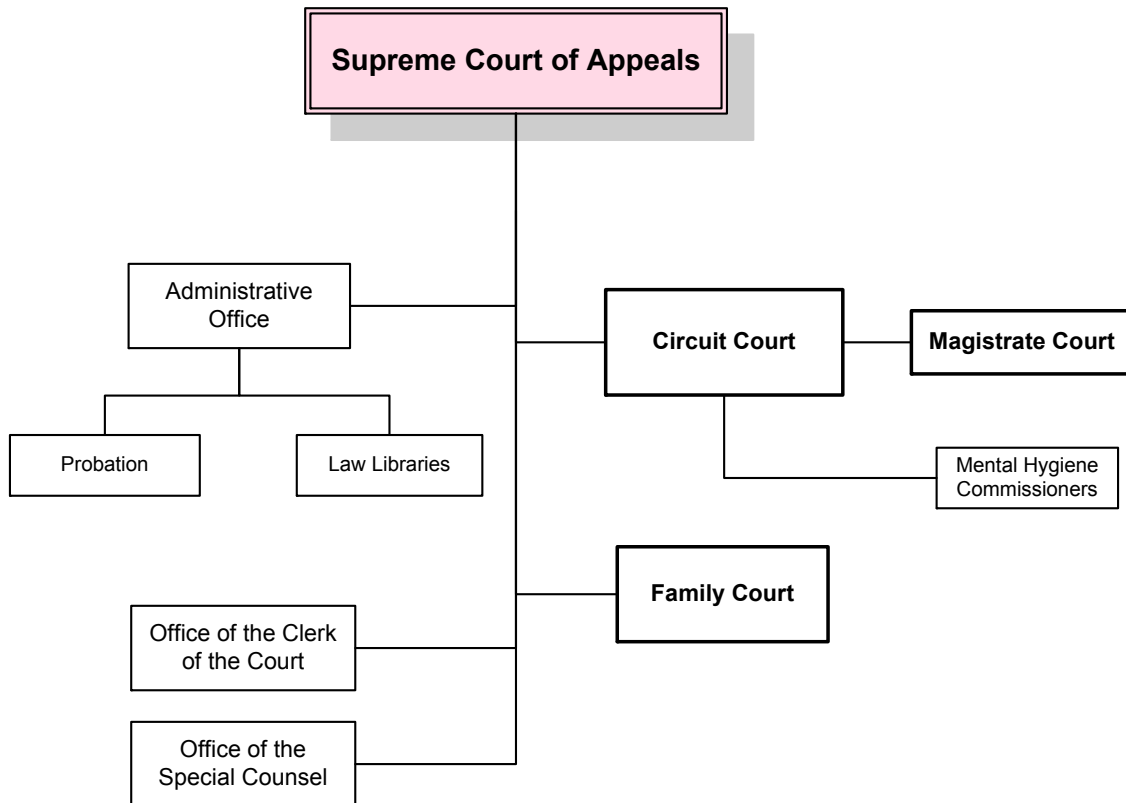 Supreme Court of Appeals
Administrative
Office
Circuit Court
Magistrate Court
Probation
Law Libraries
Mental Hygiene
Commissioners
Family Court
Office of the Clerk
of the Court
Office of the
Special Counsel